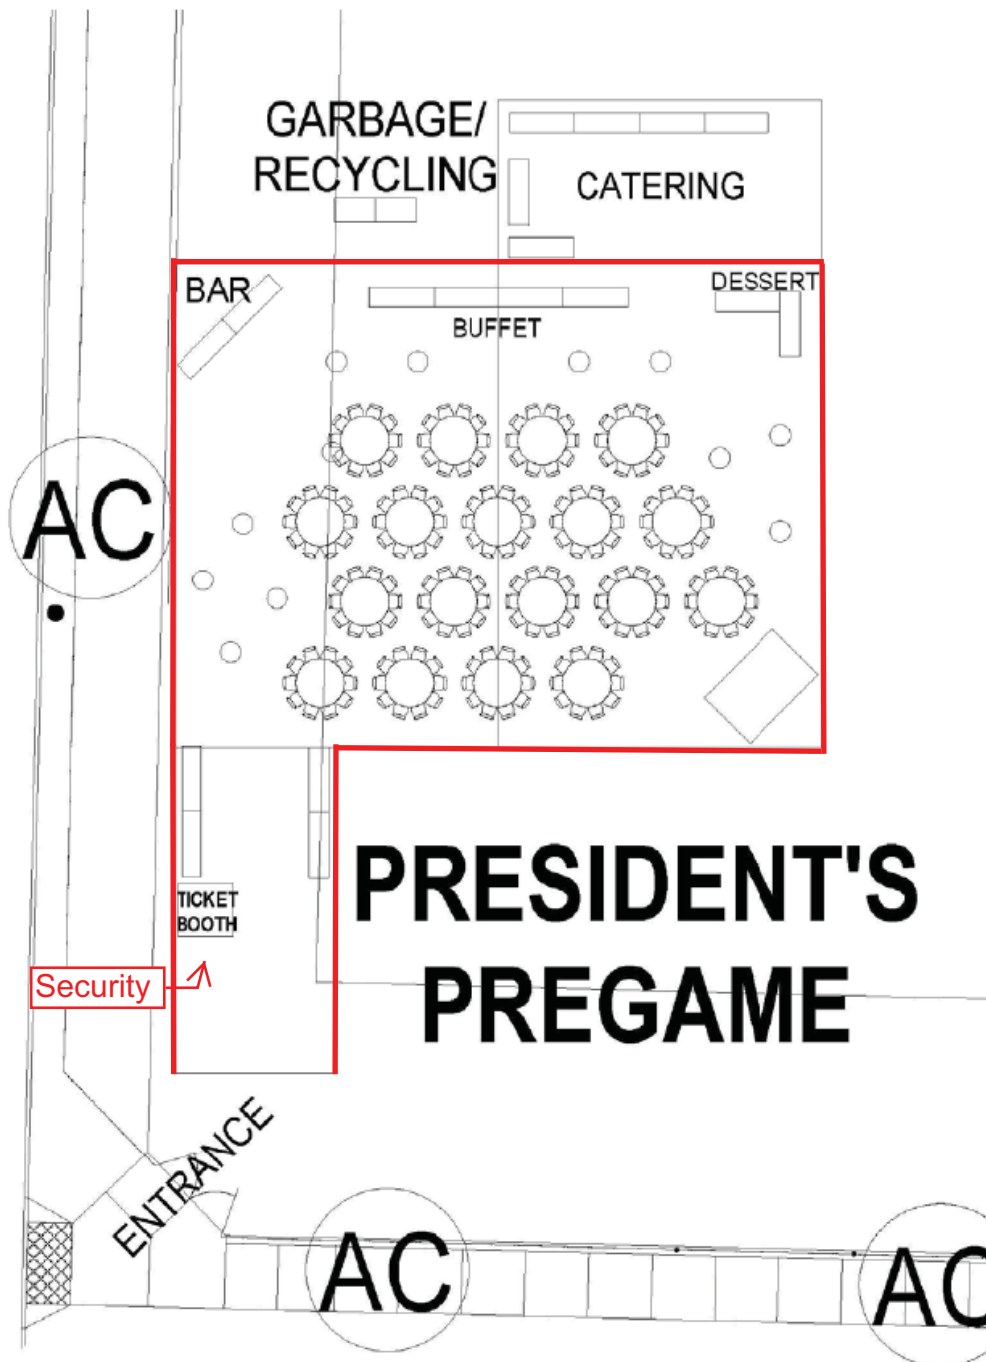 GARBAGE/
RECYCLING
CATERING
BAR
DESSERT
BUFFET
AC
TICKET
BOOTH
PRESIDENT'S
PREGAME
Security
ENTRANCE
AC
AC